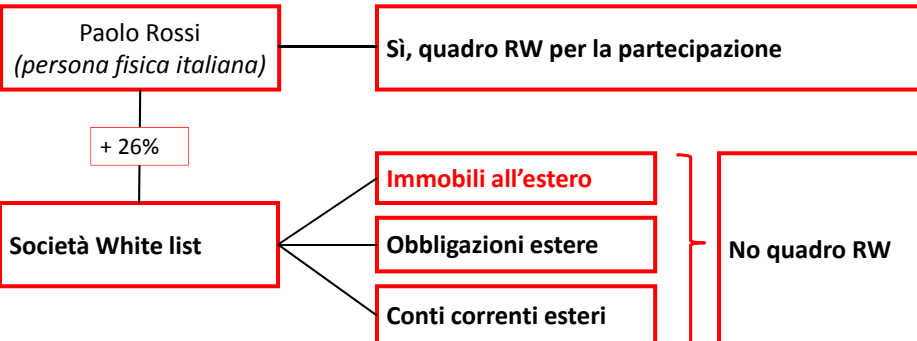 Paolo Rossi
(persona fisica italiana)
Sì, quadro RW per la partecipazione
+ 26%
Società White list
Immobili all'estero
Obbligazioni estere
Conti correnti esteri
No quadro RW